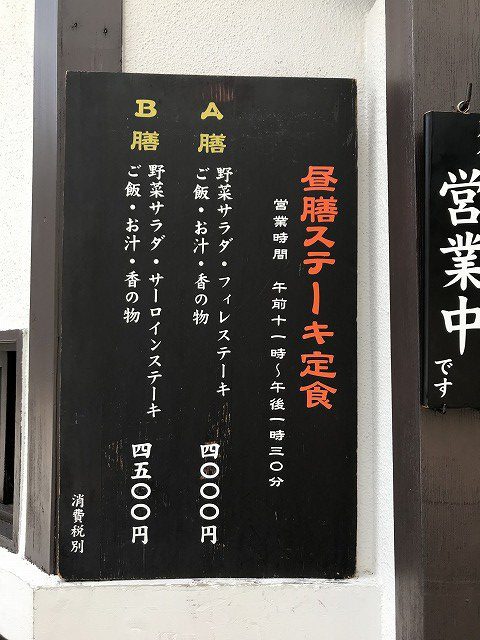 昼膳ステーキ定食
営業時間 午前十一時～午後一時三〇分
A膳
野菜サラダ・フィレステーキ
ご飯・お汁・香の物
四〇〇〇円
B膳
野菜サラダ・サーロインステーキ
ご飯・お汁・香の物
四五〇〇円
消費税別
営業中です